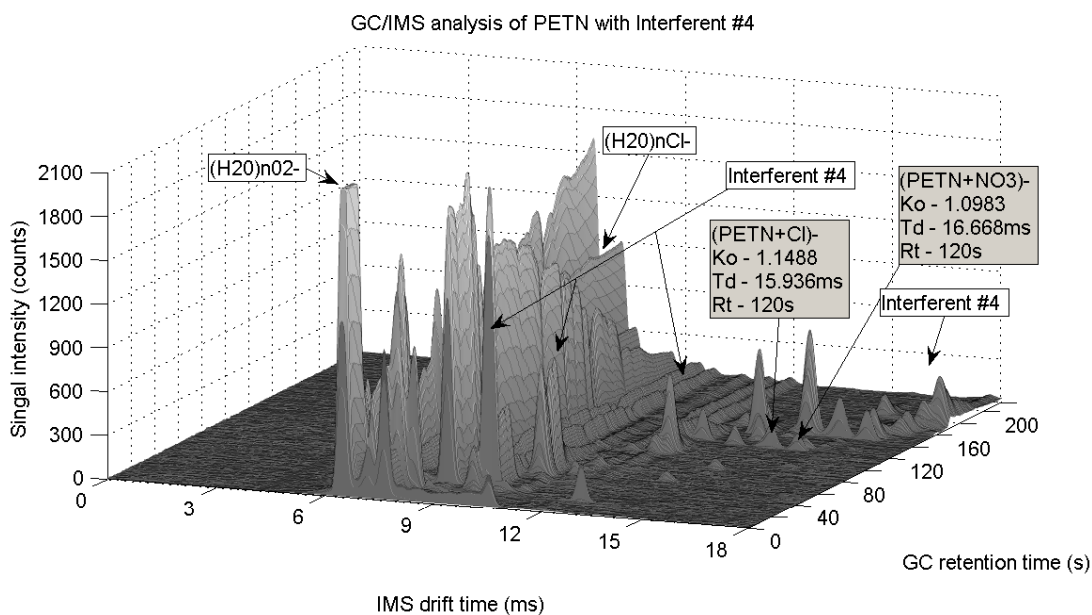 GC/IMS analysis of PETN with Interferent #4
(H20)n02-
(H20)nCl-
Interferent #4
(PETN+Cl)-
Ko - 1.1488
Td - 15.936ms
Rt - 120s
(PETN+NO3)-
Ko - 1.0983
Td - 16.668ms
Rt - 120s
Interferent #4
Singal intensity (counts)
2100
1800
1500
1200
900
600
300
0
0
3
6
9
12
15
18
IMS drift time (ms)
0
40
80
120
160
200
GC retention time (s)